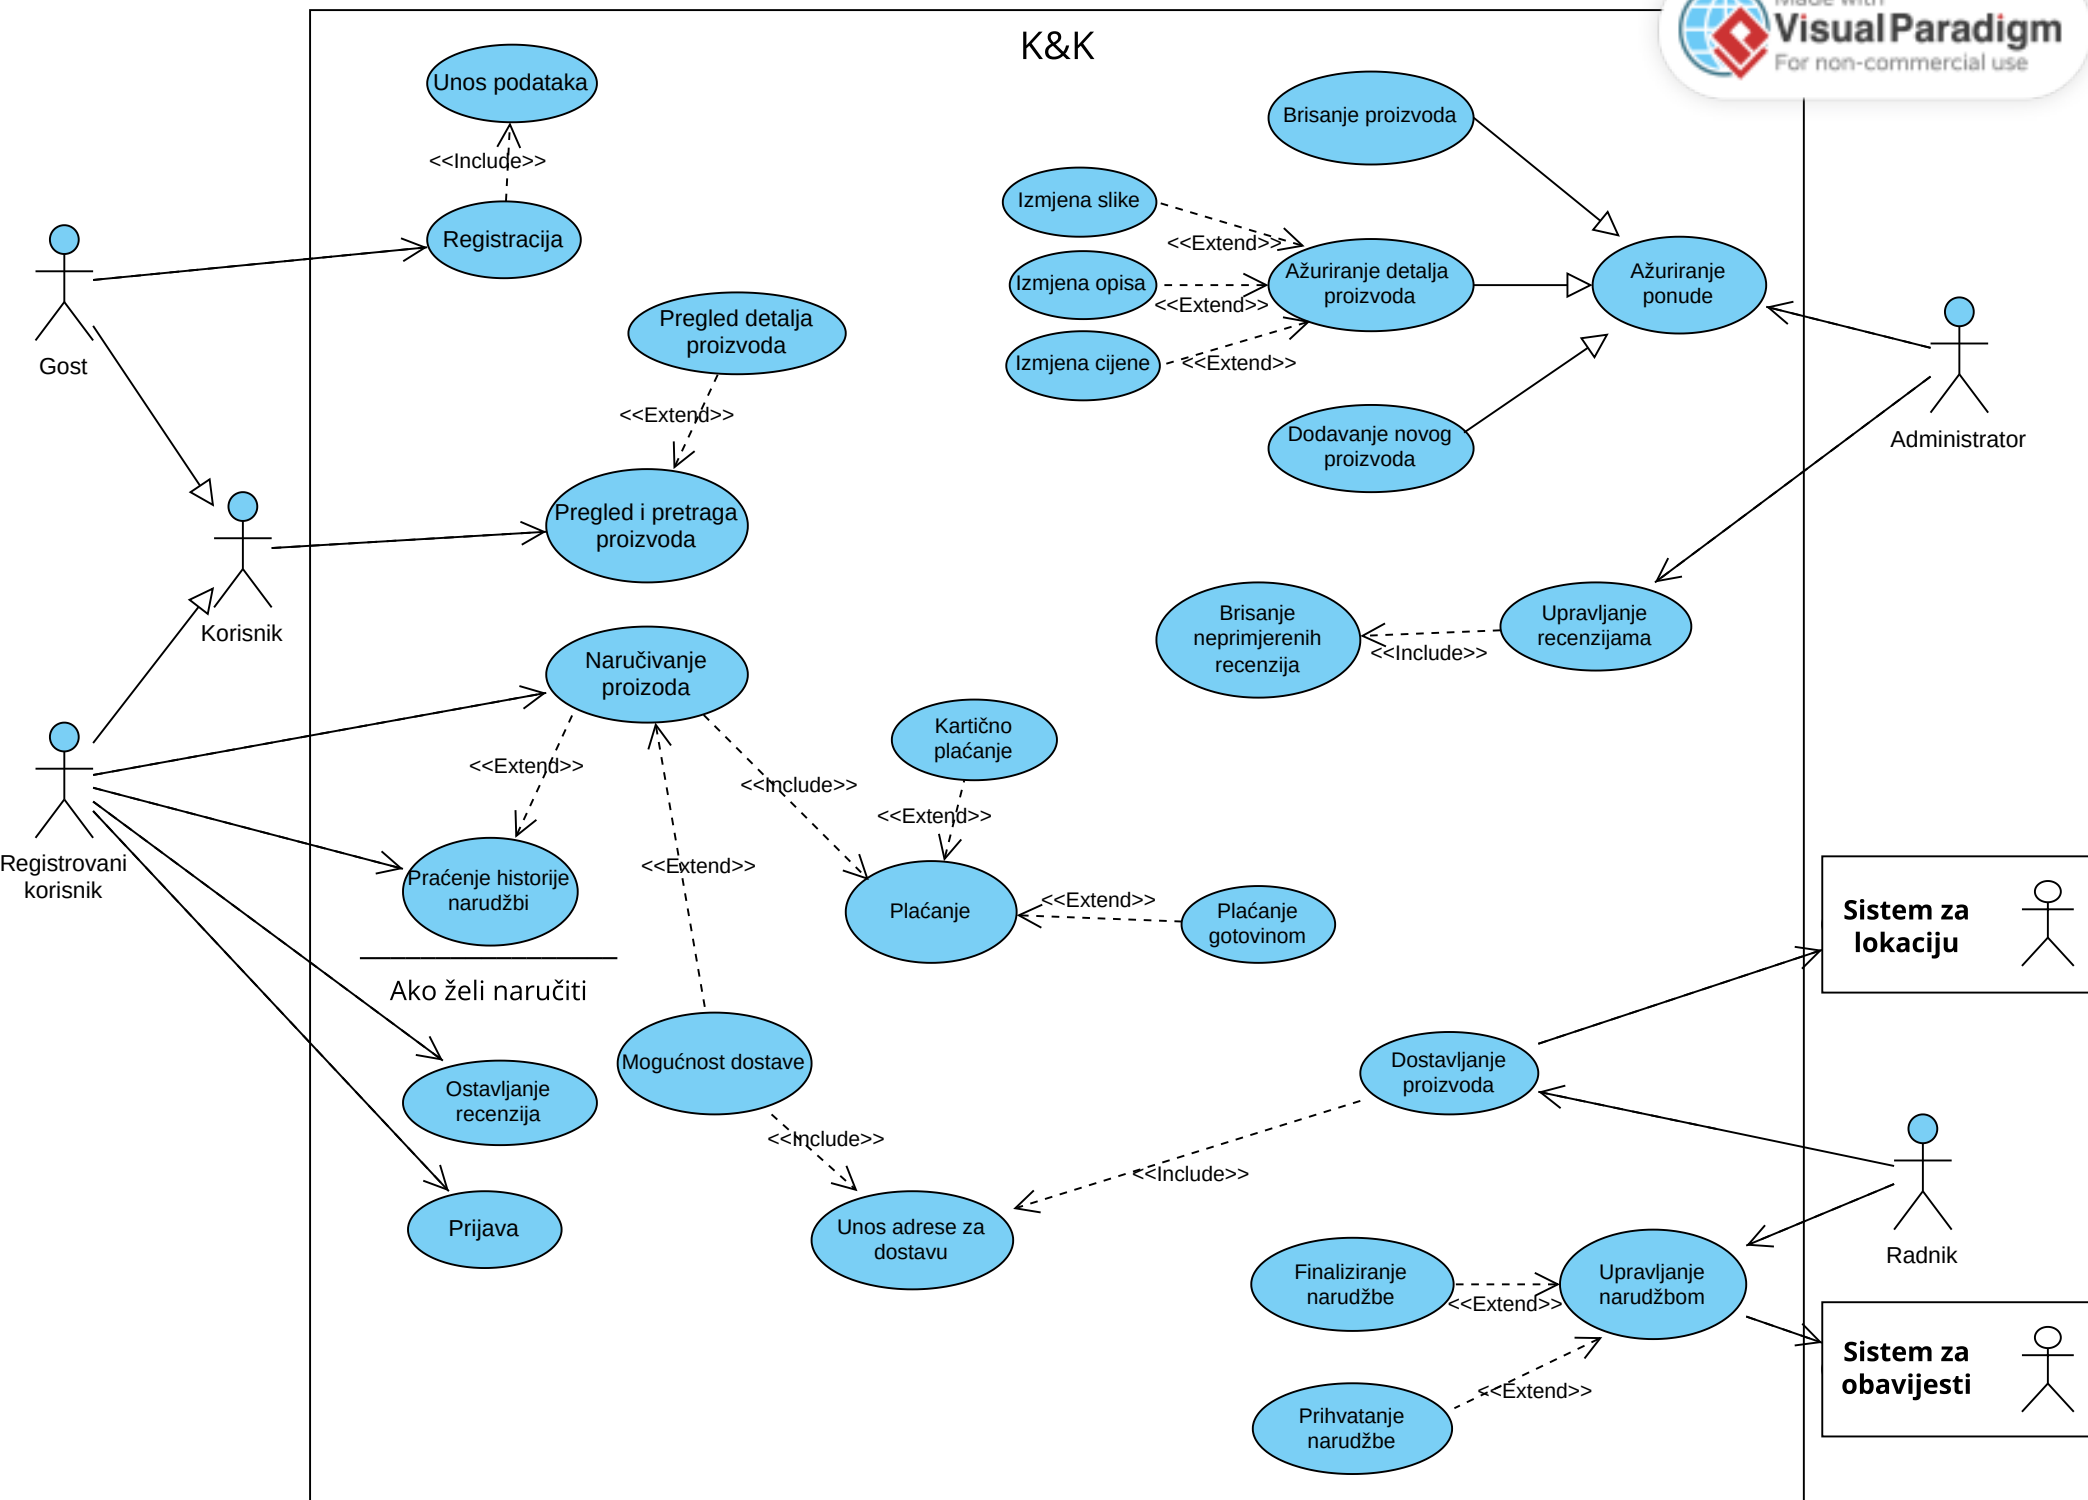 Made with
Visual Paradigm
For non-commercial use
K&K
Unos podataka
<<Include>>
Registracija
Gost
Pregled detalja
proizvoda
<<Extend>>
Pregled i pretraga
proizvoda
Korisnik
Brisanje proizvoda
Izmjena slike
<<Extend>>
Izmjena opisa
<<Extend>>
Izmjena cijene
<<Extend>>
Ažuriranje detalja
proizvoda
Ažuriranje
ponude
Dodavanje novog
proizvoda
Administrator
Brisanje
neprimjerenih
recenzija
<<Include>>
Upravljanje
recenzijama
Naručivanje
proizoda
<<Extend>>
<<Include>>
<<Extend>>
Kartično
plaćanje
<<Extend>>
Plaćanje
<<Extend>>
Plaćanje
gotovinom
Registrovani
korisnik
Praćenje historije
narudžbi
Ako želi naručiti
Mogućnost dostave
Ostavljanje
recenzija
<<Include>>
Prijava
Unos adrese za
dostavu
<<Include>>
Dostavljanje
proizvoda
Sistem za
lokaciju
Radnik
Finaliziranje
narudžbe
<<Extend>>
Upravljanje
narudžbom
Prihvatanje
narudžbe
<<Extend>>
Sistem za
obavijesti